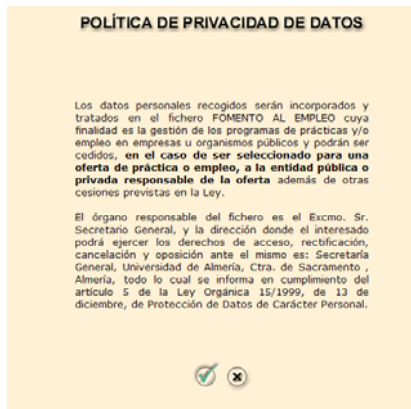 POLÍTICA DE PRIVACIDAD DE DATOS
Los datos personales recogidos serán incorporados y
tratados en el fichero FOMENTO AL EMPLEO cuya
finalidad es la gestión de los programas de prácticas y/o
empleo en empresas u organismos públicos y podrán ser
cedidos, en el caso de ser seleccionado para una
oferta de práctica o empleo, a la entidad pública o
privada responsable de la oferta además de otras
cesiones previstas en la Ley.
El órgano responsable del fichero es el Excmo. Sr.
Secretario General, y la dirección donde el interesado
podrá ejercer los derechos de acceso, rectificación,
cancelación y oposición ante el mismo es: Secretaría
General, Universidad de Almería, Ctra. de Sacramento ,
Almería, todo lo cual se informa en cumplimiento del
artículo 5 de la Ley Orgánica 15/1999, de 13 de
diciembre, de Protección de Datos de Carácter Personal.